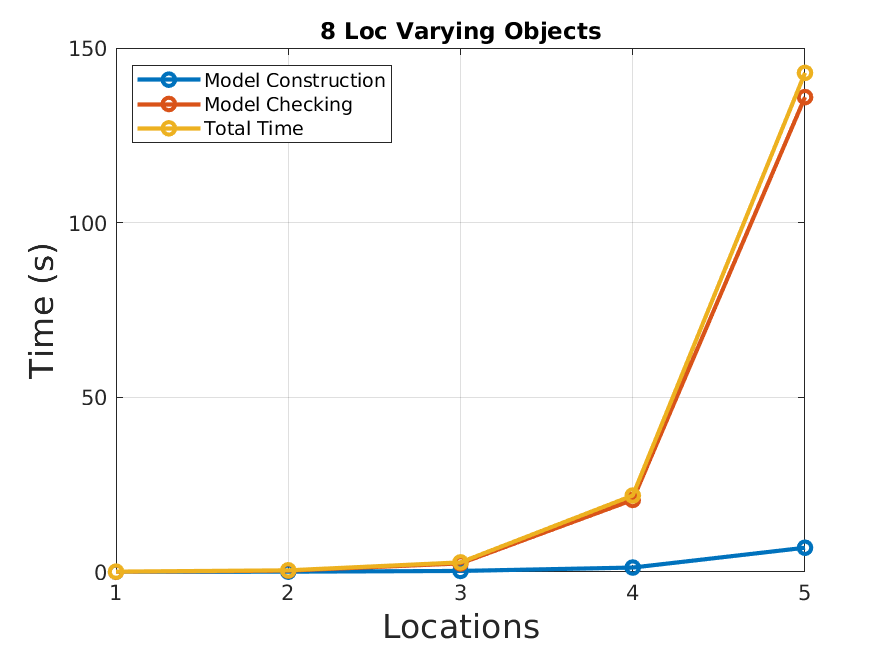 8 Loc Varying Objects
150
Model Construction
Model Checking
Total Time
100
50
0
Time (s)
1 2 3 4 5
Locations